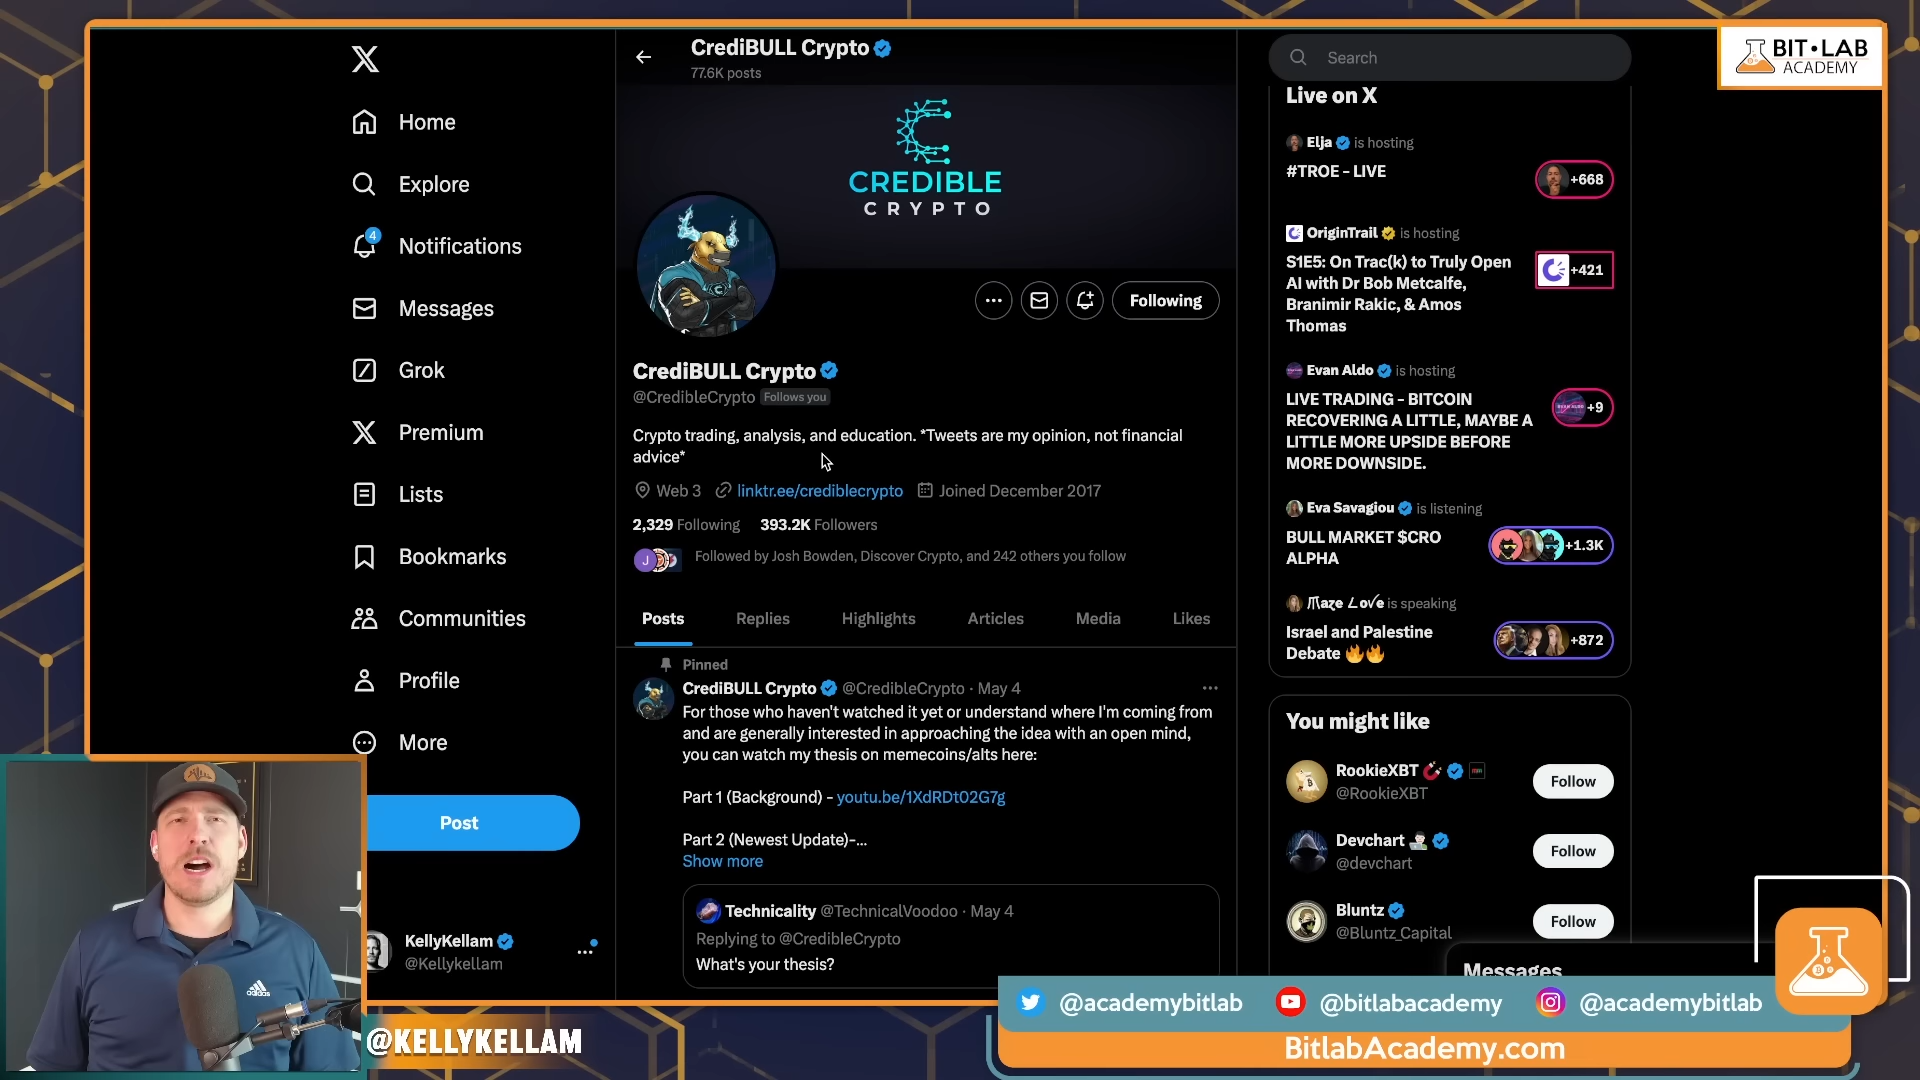 X
Home
Explore
4
Notifications
Messages
Grok
Premium
Lists
Bookmarks
Communities
Profile
More
Post
KellyKellam
@Kellykellam
@KELLYKELLAM
adidas
CrediBULL Crypto
77.6K posts
CREDIBLE
CRYPTO
Following
CrediBULL Crypto
@CredibleCrypto Follows you
Crypto trading, analysis, and education. *Tweets are my opinion, not financial
advice*
Web 3 linktr.ee/crediblecrypto Joined December 2017
2,329 Following 393.2K Followers
J
Followed by Josh Bowden, Discover Crypto, and 242 others you follow
Posts Replies Highlights Articles Media Likes
Pinned
CrediBULL Crypto @CredibleCrypto · May 4
For those who haven't watched it yet or understand where I'm coming from
and are generally interested in approaching the idea with an open mind,
you can watch my thesis on memecoins/alts here:
Part 1 (Background) - youtu.be/1XdRDt02G7g
Part 2 (Newest Update)-...
Show more
Technicality @TechnicalVoodoo · May 4
Replying to @CredibleCrypto
What's your thesis?
Search
BIT•LAB
ACADEMY
Live on X
Elja is hosting
#TROE - LIVE
+668
OriginTrail is hosting
S1E5: On Trac(k) to Truly Open
AI with Dr Bob Metcalfe,
Branimir Rakic, & Amos
Thomas
+421
Evan Aldo is hosting
LIVE TRADING - BITCOIN
RECOVERING A LITTLE, MAYBE A
LITTLE MORE UPSIDE BEFORE
MORE DOWNSIDE.
+9
Eva Savagiou is listening
BULL MARKET $CRO
ALPHA
+1.3K
is speaking
Israel and Palestine
Debate 🔥🔥
+872
You might like
RookieXBT
@RookieXBT
Follow
Devchart
@devchart
Follow
Bluntz
@Bluntz_Capital
Follow
Messages
@academybitlab @bitlabacademy @academybitlab
BitlabAcademy.com